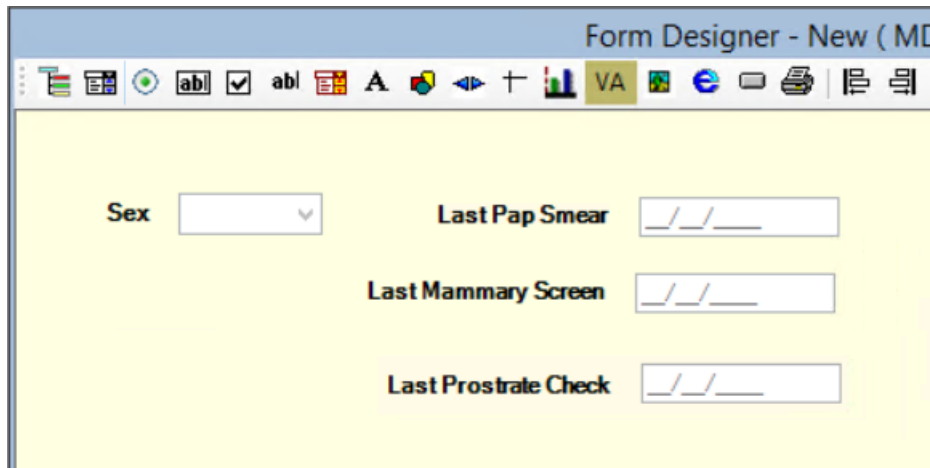 Form Designer - New ( MD
abl abl A VA e
Sex Last Pap Smear __/__/____
Last Mammary Screen __/__/____
Last Prostrate Check __/__/____